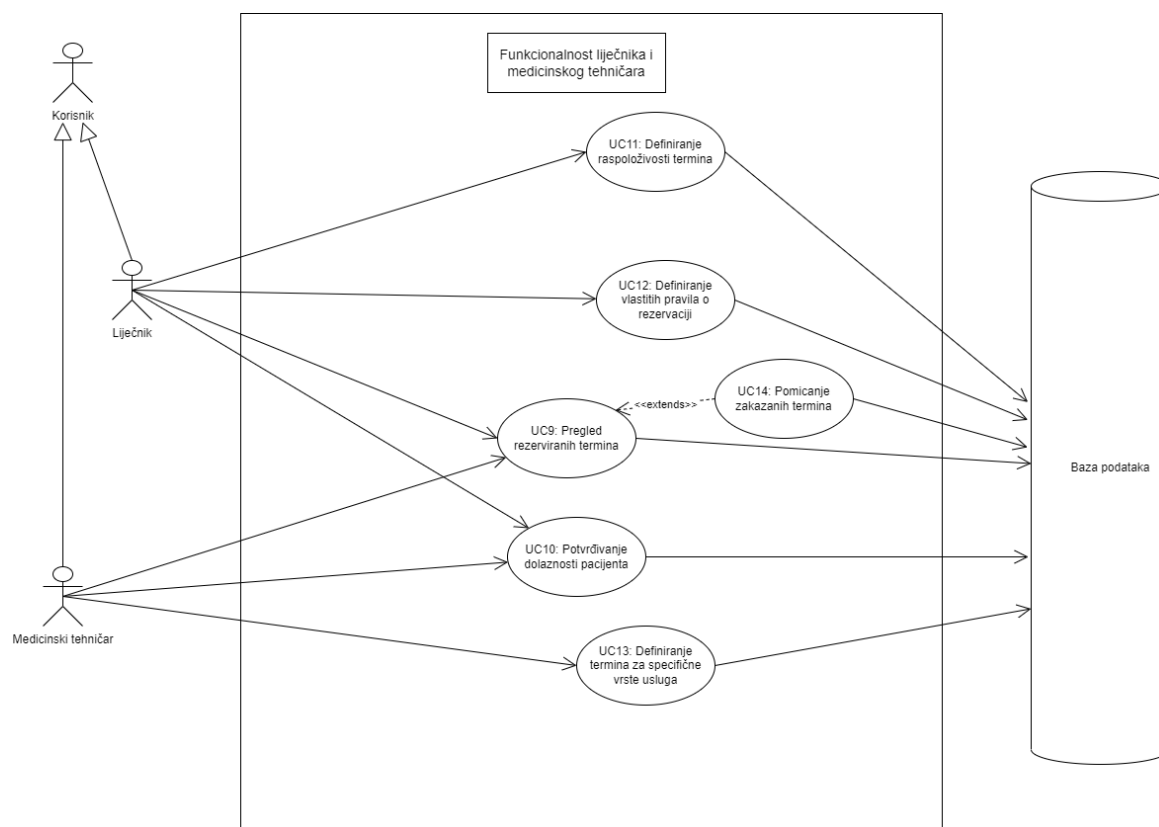 Funkcionalnost liječnika i
medicinskog tehničara
Korisnik
UC11: Definiranje
raspoloživosti termina
UC12: Definiranje
vlastitih pravila o
rezervaciji
Liječnik
UC14: Pomicanje
zakazanih termina
<<extends>>
UC9: Pregled
rezerviranih termina
Baza podataka
UC10: Potvrđivanje
dolaznosti pacijenta
Medicinski tehničar
UC13: Definiranje
termina za specifične
vrste usluga